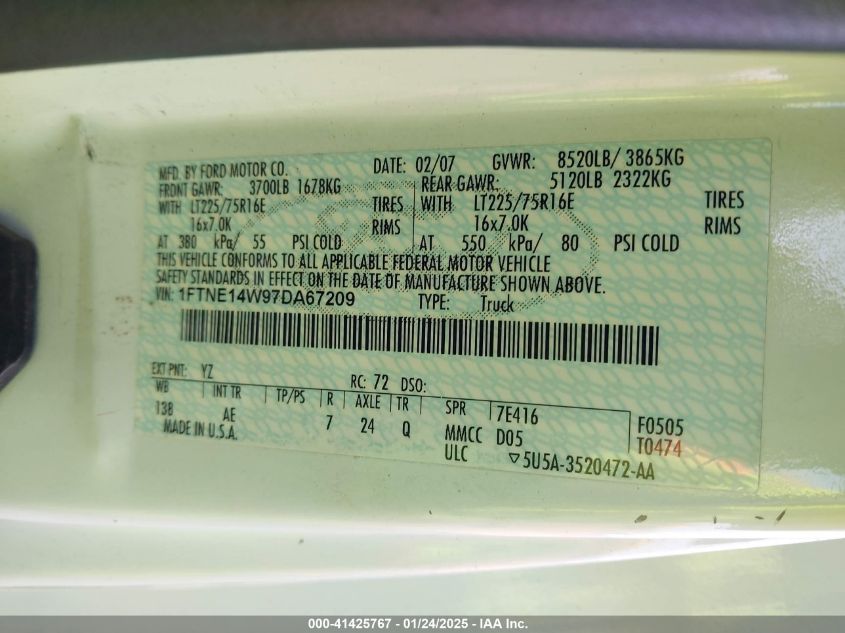 MFD. BY FORD MOTOR CO. DATE: 02/07 GVWR: 8520LB/ 3865KG
FRONT GAWR: 3700LB 1678KG REAR GAWR: 5120LB 2322KG
WITH LT225/75R16E TIRES WITH LT225/75R16E TIRES
16x7.0K RIMS 16x7.0K RIMS
AT 380 kPa/ 55 PSI COLD AT 550 kPa/ 80 PSI COLD
THIS VEHICLE CONFORMS TO ALL APPLICABLE FEDERAL MOTOR VEHICLE
SAFETY STANDARDS IN EFFECT ON THE DATE OF MANUFACTURE SHOWN ABOVE.
VIN: 1FTNE14W97DA67209 TYPE: Truck
EXT PNT: YZ RC: 72 DSO:
WB INT TR TP/PS R AXLE TR SPR 7E416 F0505
138 AE 7 24 Q MMCC D05 T0474
MADE IN U.S.A. ULC ▽5U5A-3520472-AA
000-41425767 - 01/24/2025 - COPYRIGHT © 2025 IAA, LLC.